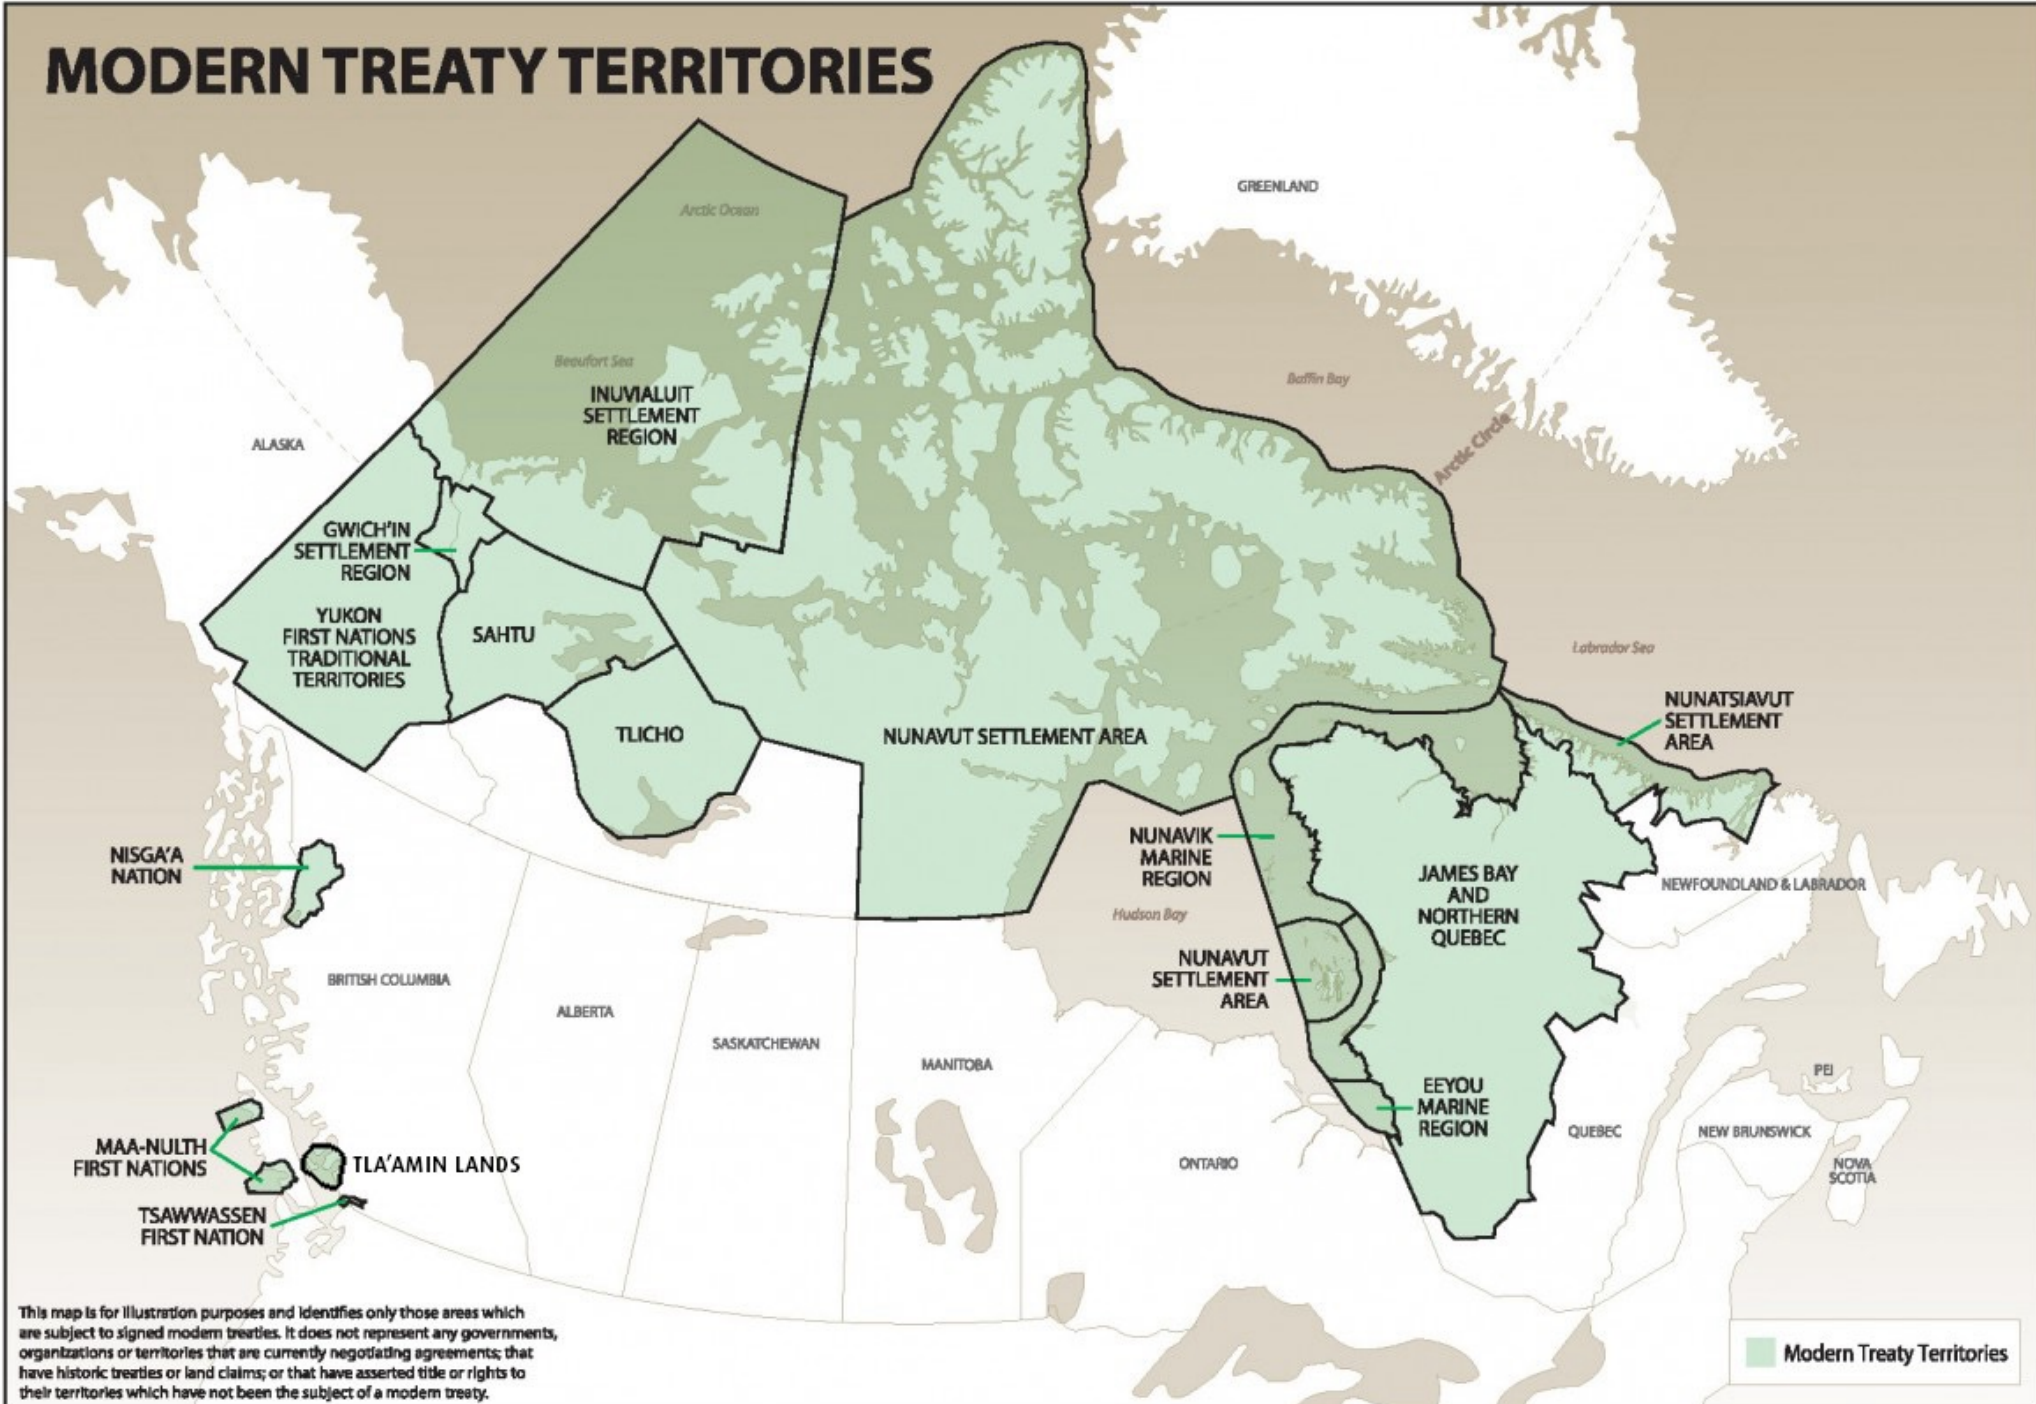 MODERN TREATY TERRITORIES
Arctic Ocean
GREENLAND
Beaufort Sea
INUVIALUIT
SETTLEMENT
REGION
Baffin Bay
Arctic Circle
ALASKA
GWICH'IN
SETTLEMENT
REGION
YUKON
FIRST NATIONS
TRADITIONAL
TERRITORIES
SAHTU
TLICHO
NUNAVUT SETTLEMENT AREA
Labrador Sea
NUNATSIAVUT
SETTLEMENT
AREA
NISGA'A
NATION
NUNAVIK
MARINE
REGION
Hudson Bay
JAMES BAY
AND
NORTHERN
QUEBEC
NEWFOUNDLAND & LABRADOR
NUNAVUT
SETTLEMENT
AREA
BRITISH COLUMBIA
ALBERTA
SASKATCHEWAN
MANITOBA
EEYOU
MARINE
REGION
PEI
QUEBEC
NEW BRUNSWICK
NOVA
SCOTIA
ONTARIO
MAA-NULTH
FIRST NATIONS
TLA'AMIN LANDS
TSAWWASSEN
FIRST NATION
This map is for illustration purposes and identifies only those areas which
are subject to signed modern treaties. It does not represent any governments,
organizations or territories that are currently negotiating agreements; that
have historic treaties or land claims; or that have asserted title or rights to
their territories which have not been the subject of a modern treaty.
Modern Treaty Territories